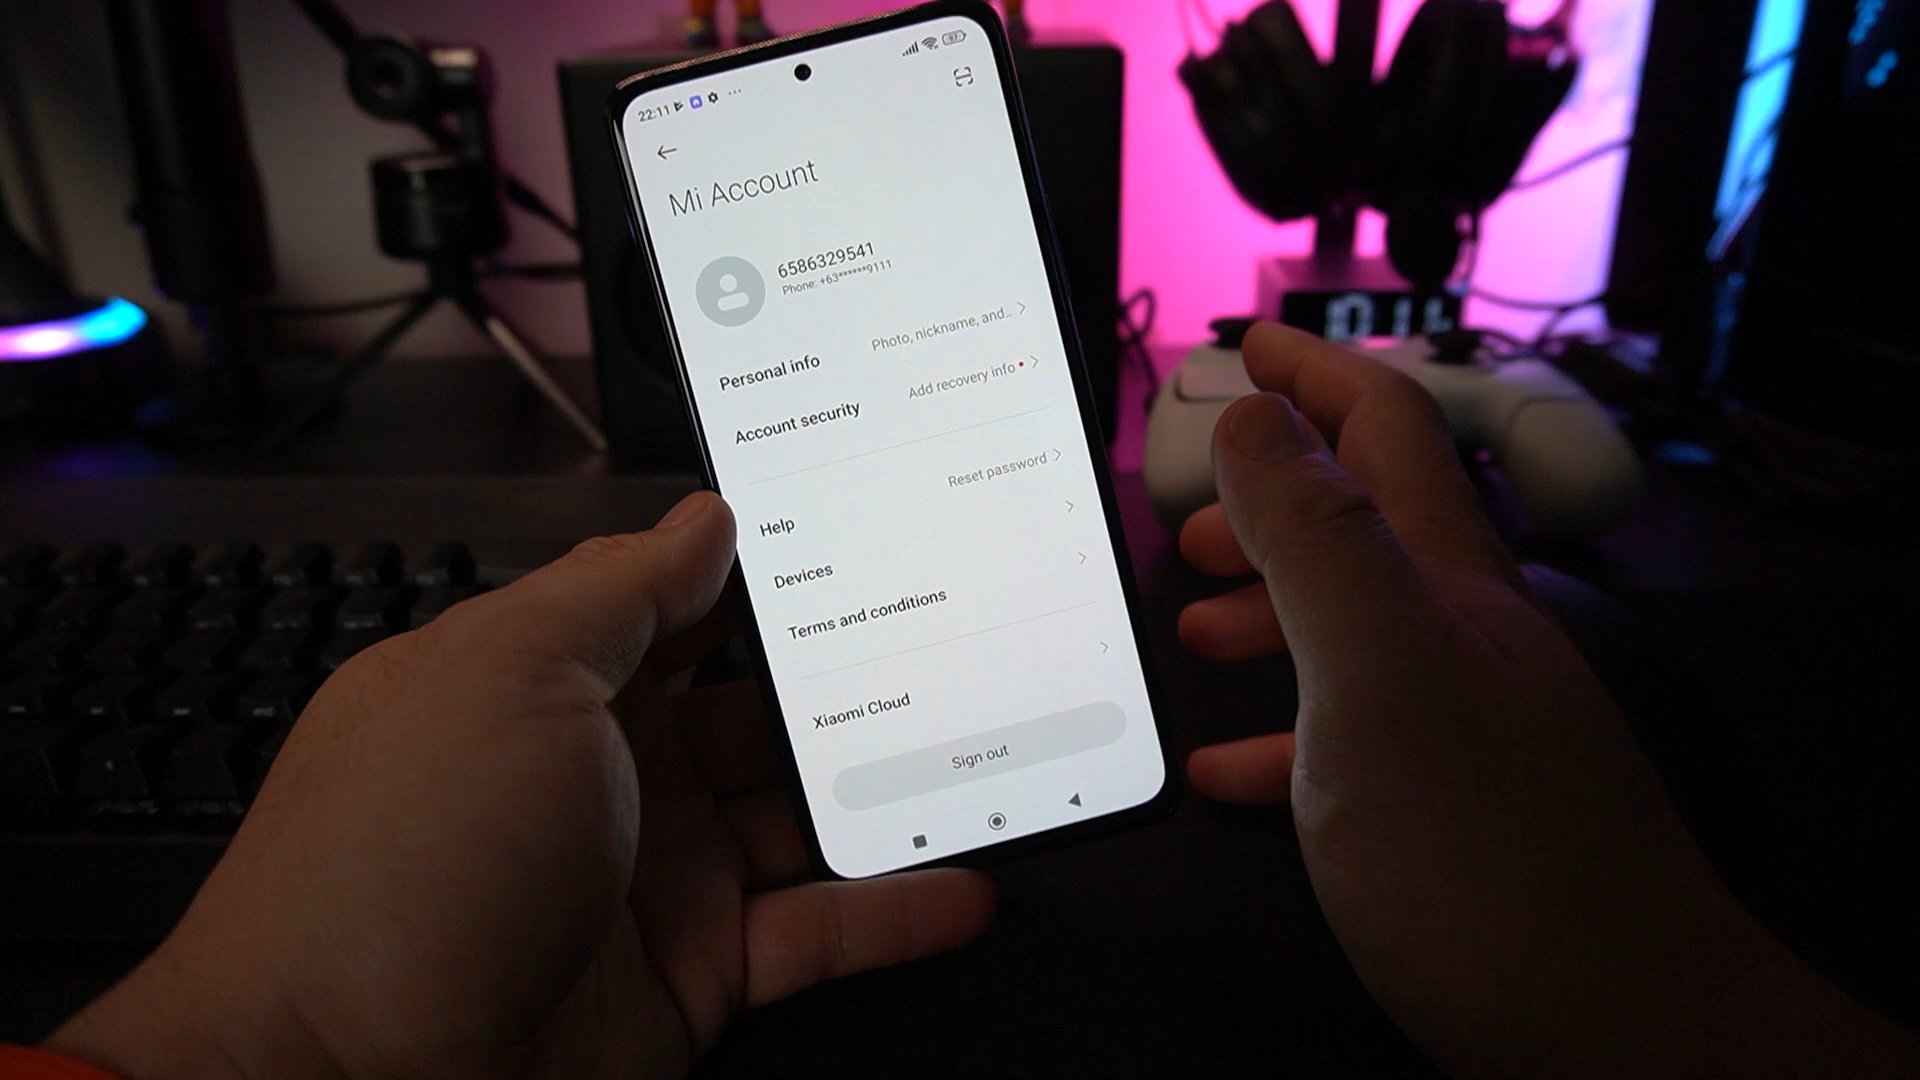 22:11
97
Mi Account
6586329541
Phone: +63******9111
Personal info
Photo, nickname, and..
Account security
Add recovery info
Help
Reset password
Devices
Terms and conditions
Xiaomi Cloud
Sign out